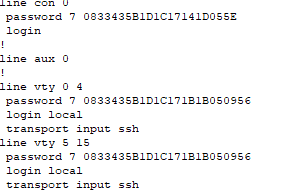 line con 0
password 7 0833435B1D1C17141D055E
login
!
line aux 0
!
line vty 0 4
password 7 0833435B1D1C171B1B050956
login local
transport input ssh
line vty 5 15
password 7 0833435B1D1C171B1B050956
login local
transport input ssh